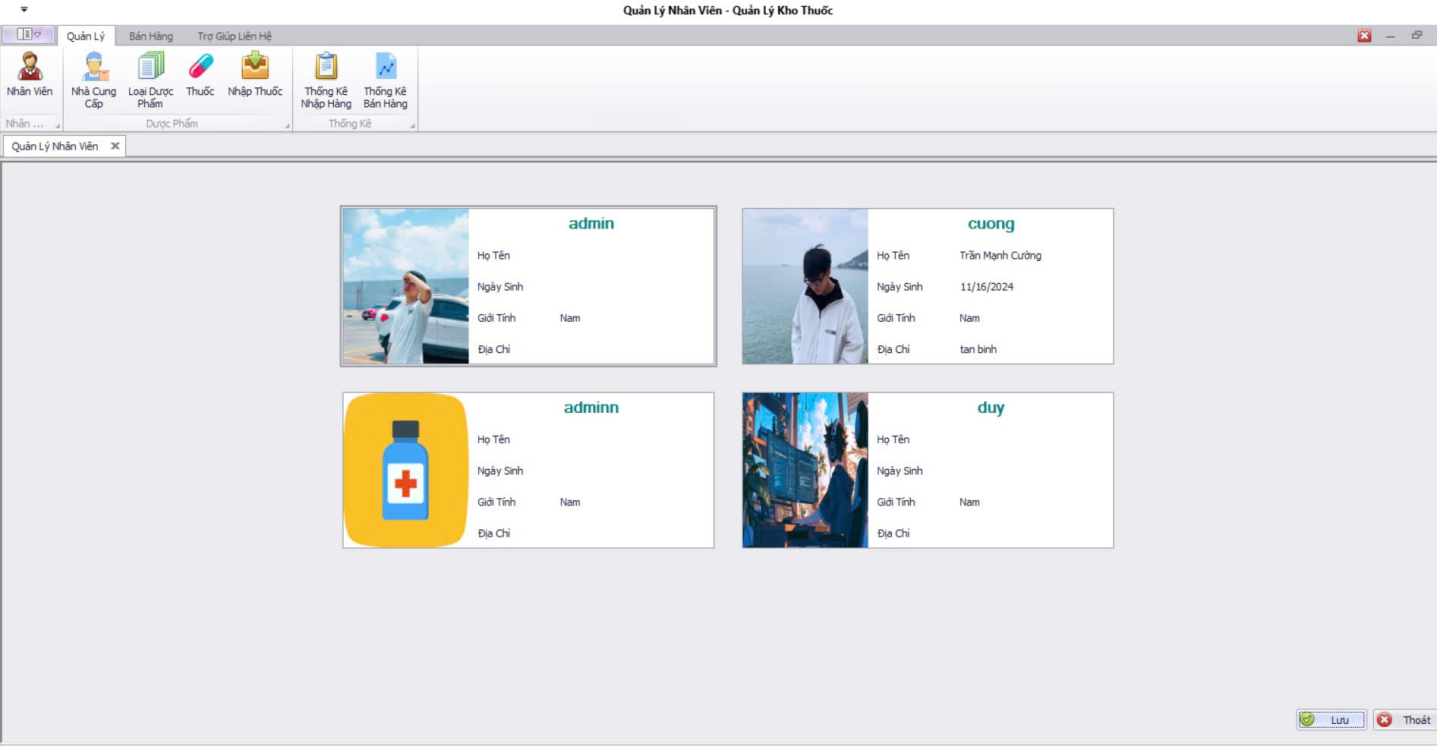 Quản Lý Nhân Viên - Quản Lý Kho Thuốc
Quản Lý Bán Hàng Trợ Giúp Liên Hệ
Nhân Viên
Nhà Cung Cấp
Loại Dược Phẩm
Thuốc
Nhập Thuốc
Thống Kê Nhập Hàng
Thống Kê Bán Hàng
Nhân ... Dược Phẩm Thống Kê
Quản Lý Nhân Viên
admin
Họ Tên
Ngày Sinh
Giới Tính Nam
Địa Chỉ
cuong
Họ Tên Trần Mạnh Cường
Ngày Sinh 11/16/2024
Giới Tính Nam
Địa Chỉ tan binh
adminn
Họ Tên
Ngày Sinh
Giới Tính Nam
Địa Chỉ
duy
Họ Tên
Ngày Sinh
Giới Tính Nam
Địa Chỉ
Lưu Thoát